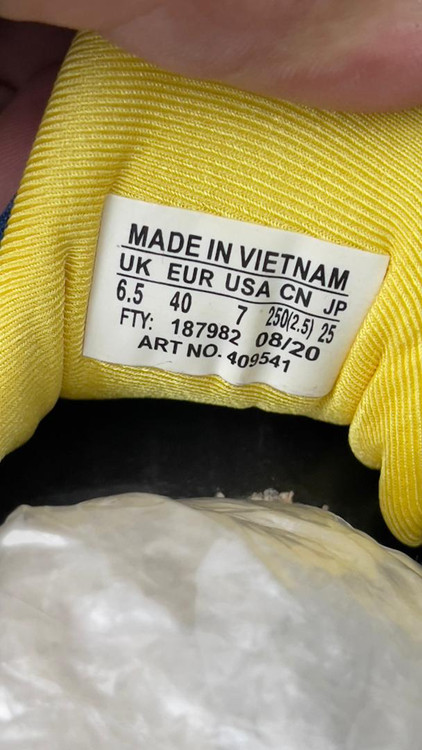 MADE IN VIETNAM
UK EUR USA CN JP
6.5 40 7 250(2.5) 25
FTY: 187982 08/20
ART NO. 409541